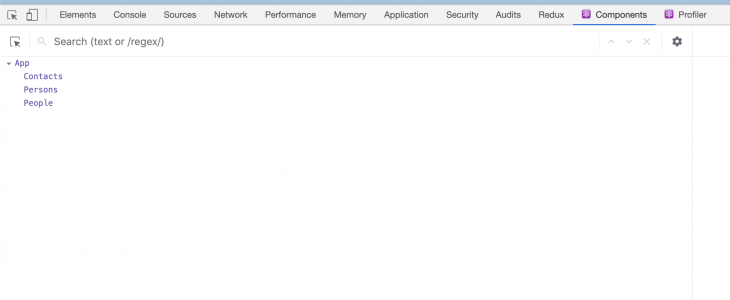 Elements Console Sources Network Performance Memory Application Security Audits Redux Components Profiler
Search (text or /regex/)
App
Contacts
Persons
People